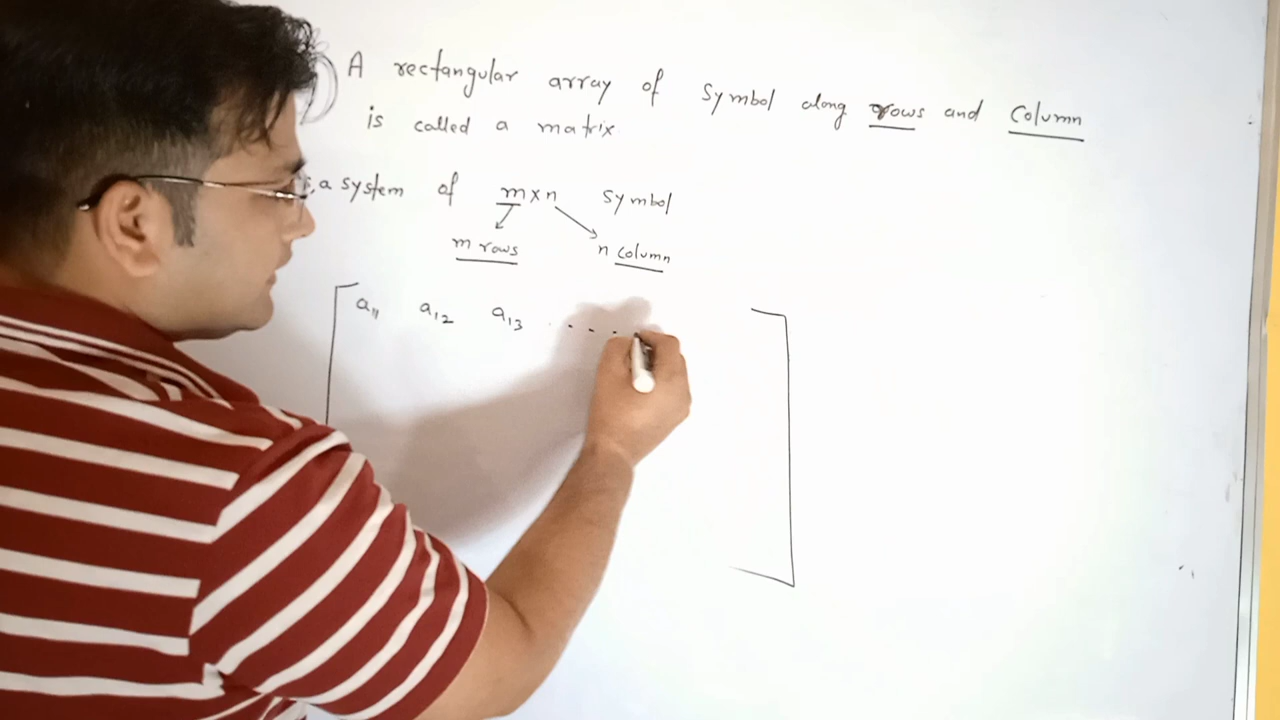 A rectangular array of symbol along rows and column
is called a matrix.
a system of m×n symbol
m rows n column
a₁₁ a₁₂ a₁₃ .....